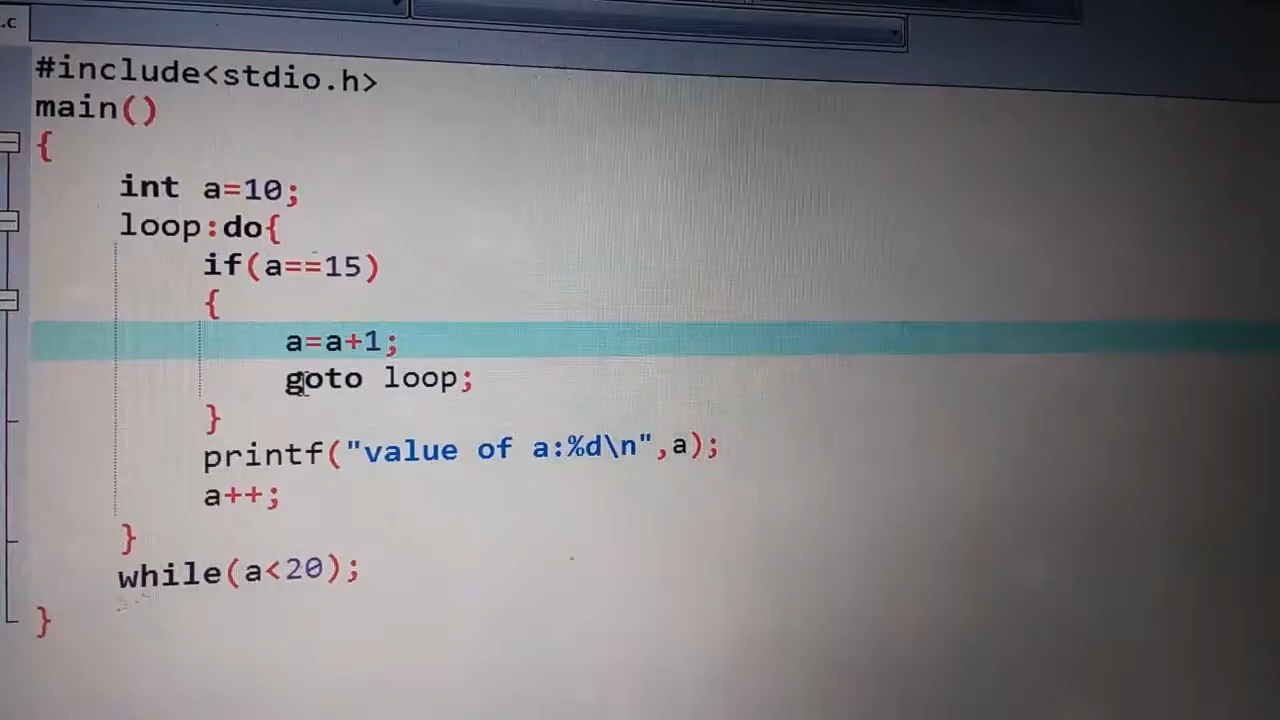 .c
#include<stdio.h>
main()
{
int a=10;
loop:do{
if(a==15)
{
a=a+1;
goto loop;
}
printf("value of a:%d\n",a);
a++;
}
while(a<20);
}